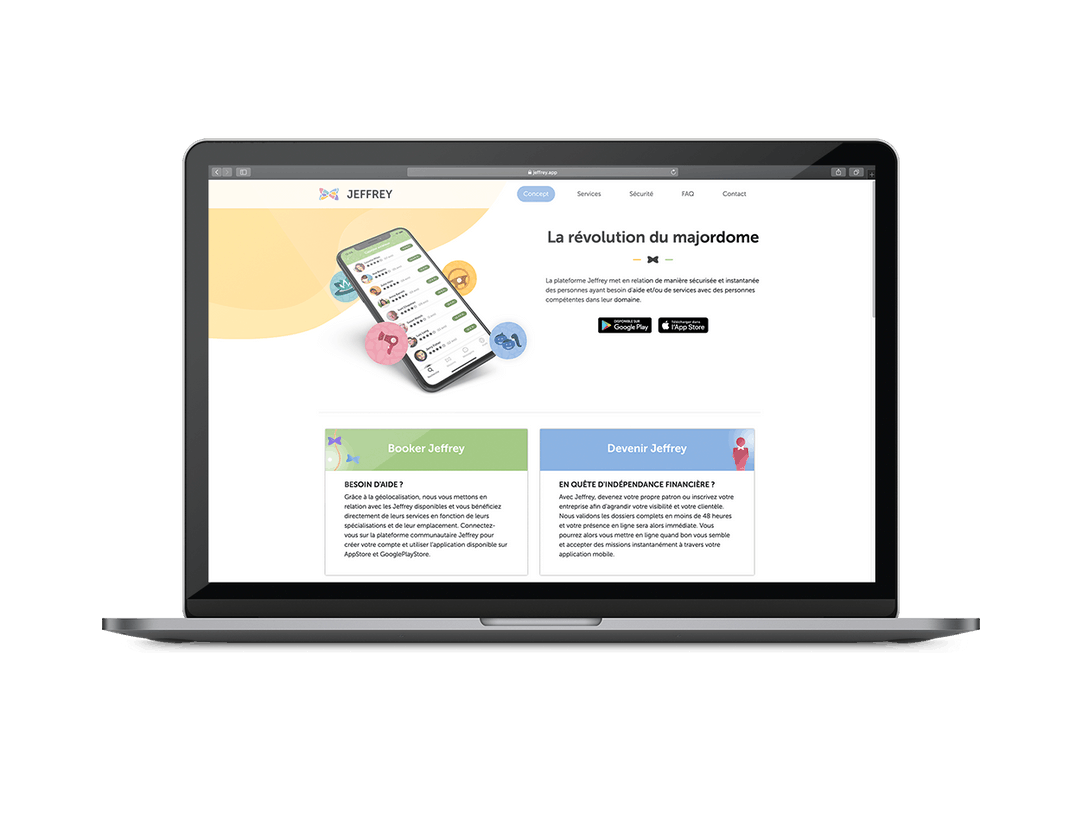 jeffrey.app
JEFFREY
Concept
Services
Sécurité
FAQ
Contact
La révolution du majordome
La plateforme Jeffrey met en relation de manière sécurisée et instantanée
des personnes ayant besoin d'aide et/ou de services avec des personnes
compétentes dans leur domaine.
DISPONIBLE SUR
Google Play
Télécharger dans
l'App Store
Booker Jeffrey
BESOIN D'AIDE ?
Grâce à la géolocalisation, nous vous mettons en
relation avec les Jeffrey disponibles et vous bénéficiez
directement de leurs services en fonction de leurs
spécialisations et de leur emplacement. Connectez-
vous sur la plateforme communautaire Jeffrey pour
créer votre compte et utiliser l'application disponible sur
AppStore et GooglePlayStore.
Devenir Jeffrey
EN QUÊTE D'INDÉPENDANCE FINANCIÈRE ?
Avec Jeffrey, devenez votre propre patron ou inscrivez votre
entreprise afin d'agrandir votre visibilité et votre clientèle.
Nous validons les dossiers complets en moins de 48 heures
et votre présence en ligne sera alors immédiate. Vous
pourrez alors vous mettre en ligne quand bon vous semble
et accepter des missions instantanément à travers votre
application mobile.